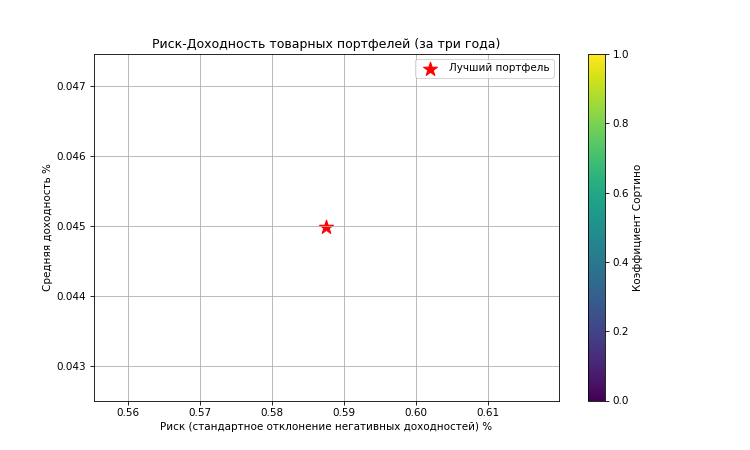 Риск-Доходность товарных портфелей (за три года)
Лучший портфель
Средняя доходность %
0.047
0.046
0.045
0.044
0.043
0.56 0.57 0.58 0.59 0.60 0.61
Риск (стандартное отклонение негативных доходностей) %
1.0
0.8
0.6
0.4
0.2
0.0
Коэффициент Сортино